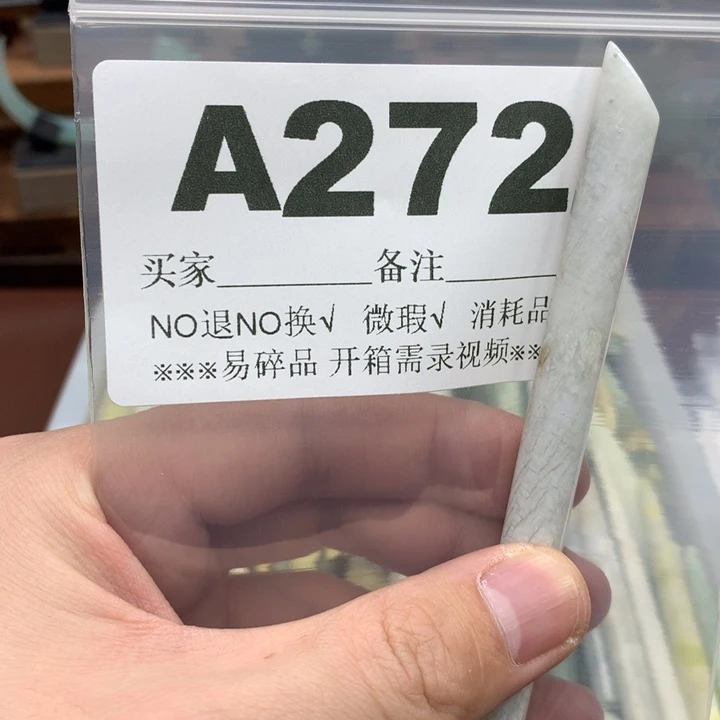 A272
买家________备注______
NO退NO换√ 微瑕√ 消耗品
※※※易碎品 开箱需录视频※※